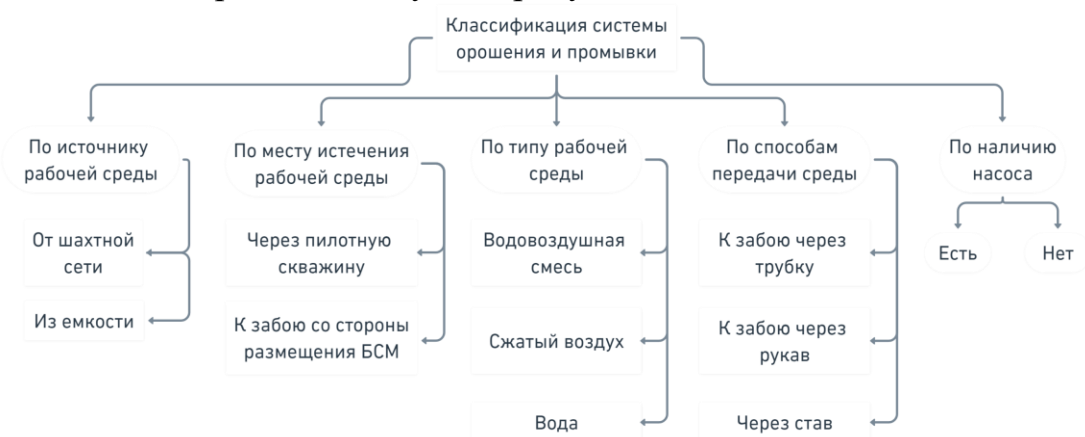 Классификация системы
орошения и промывки
По источнику
рабочей среды
От шахтной
сети
Из емкости
По месту истечения
рабочей среды
Через пилотную
скважину
К забою со стороны
размещения БСМ
По типу рабочей
среды
Водовоздушная
смесь
Сжатый воздух
Вода
По способам
передачи среды
К забою через
трубку
К забою через
рукав
Через став
По наличию
насоса
Есть
Нет